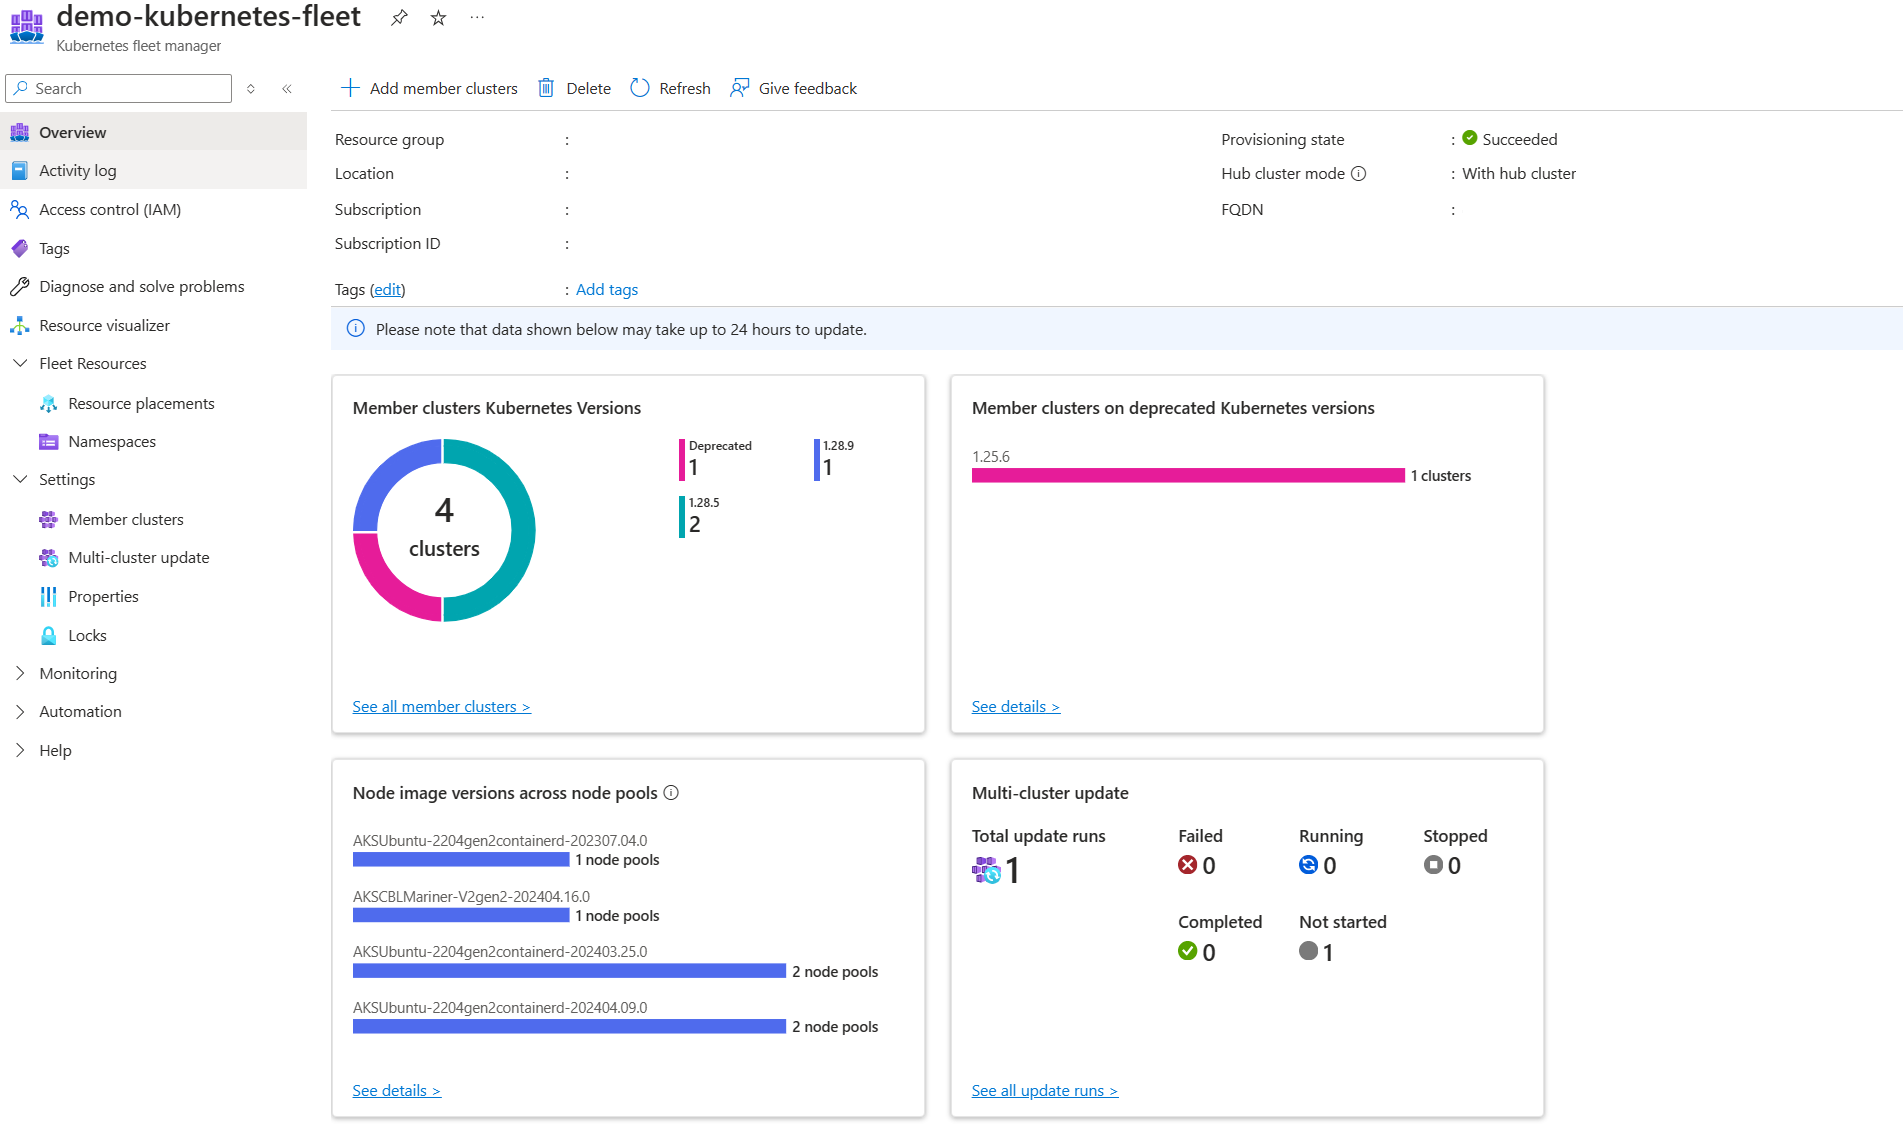 demo-kubernetes-fleet
Kubernetes fleet manager
Search
Overview
Activity log
Access control (IAM)
Tags
Diagnose and solve problems
Resource visualizer
Fleet Resources
Resource placements
Namespaces
Settings
Member clusters
Multi-cluster update
Properties
Locks
Monitoring
Automation
Help
Add member clusters Delete Refresh Give feedback
Resource group :
Location :
Subscription :
Subscription ID :
Tags (edit) : Add tags
Provisioning state : Succeeded
Hub cluster mode : With hub cluster
FQDN :
Please note that data shown below may take up to 24 hours to update.
Member clusters Kubernetes Versions
4
clusters
Deprecated
1
1.28.9
1
1.28.5
2
See all member clusters >
Member clusters on deprecated Kubernetes versions
1.25.6
1 clusters
See details >
Node image versions across node pools
AKSUbuntu-2204gen2containerd-202307.04.0
1 node pools
AKSCBLMariner-V2gen2-202404.16.0
1 node pools
AKSUbuntu-2204gen2containerd-202403.25.0
2 node pools
AKSUbuntu-2204gen2containerd-202404.09.0
2 node pools
See details >
Multi-cluster update
Total update runs
1
Failed
0
Running
0
Stopped
0
Completed
0
Not started
1
See all update runs >